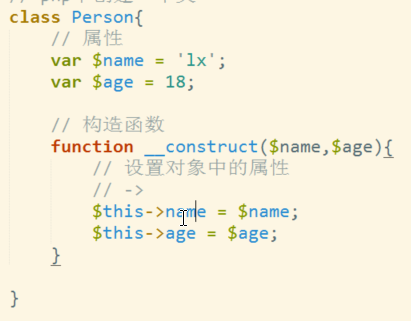 class Person{
// 属性
var $name = 'lx';
var $age = 18;
// 构造函数
function __construct($name,$age){
// 设置对象中的属性
// ->
$this->name = $name;
$this->age = $age;
}
}